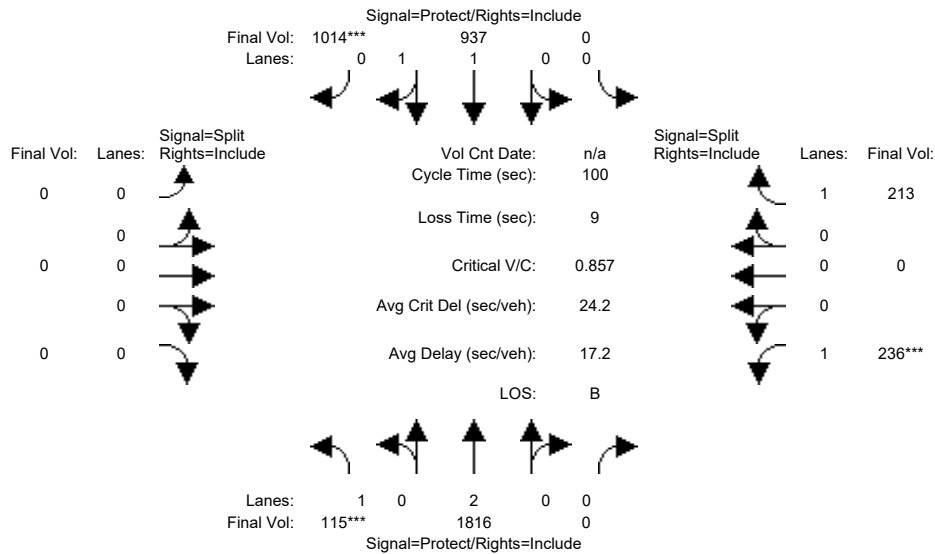 Signal=Protect/Rights=Include
Final Vol: 1014*** 937 0
Lanes: 0 1 1 0 0
Signal=Split
Final Vol: Lanes: Rights=Include
Vol Cnt Date: n/a
Signal=Split
Rights=Include Lanes: Final Vol:
Cycle Time (sec): 100
0 0
1 213
Loss Time (sec): 9
0
0
0 0
Critical V/C: 0.857
0 0
0
Avg Crit Del (sec/veh): 24.2
0
0 0
Avg Delay (sec/veh): 17.2
1 236***
LOS: B
Lanes: 1 0 2 0 0
Final Vol: 115*** 1816 0
Signal=Protect/Rights=Include